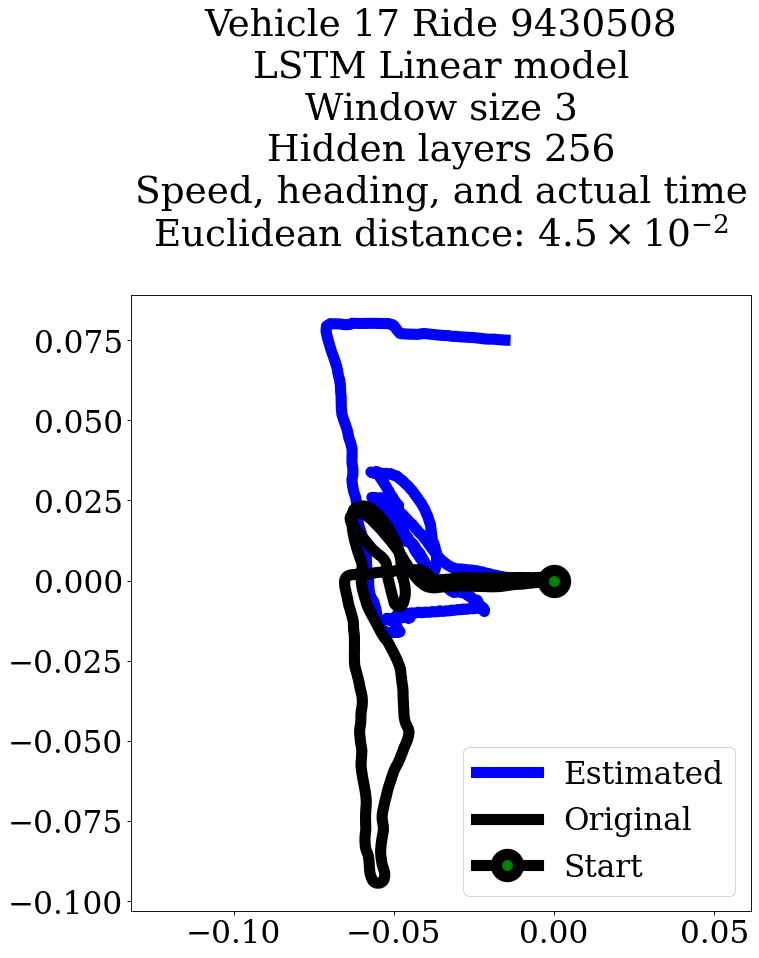 Vehicle 17 Ride 9430508
LSTM Linear model
Window size 3
Hidden layers 256
Speed, heading, and actual time
Euclidean distance: 4.5 × 10⁻²
0.075
0.050
0.025
0.000
−0.025
−0.050
−0.075
−0.100
Estimated
Original
Start
−0.10
−0.05
0.00
0.05